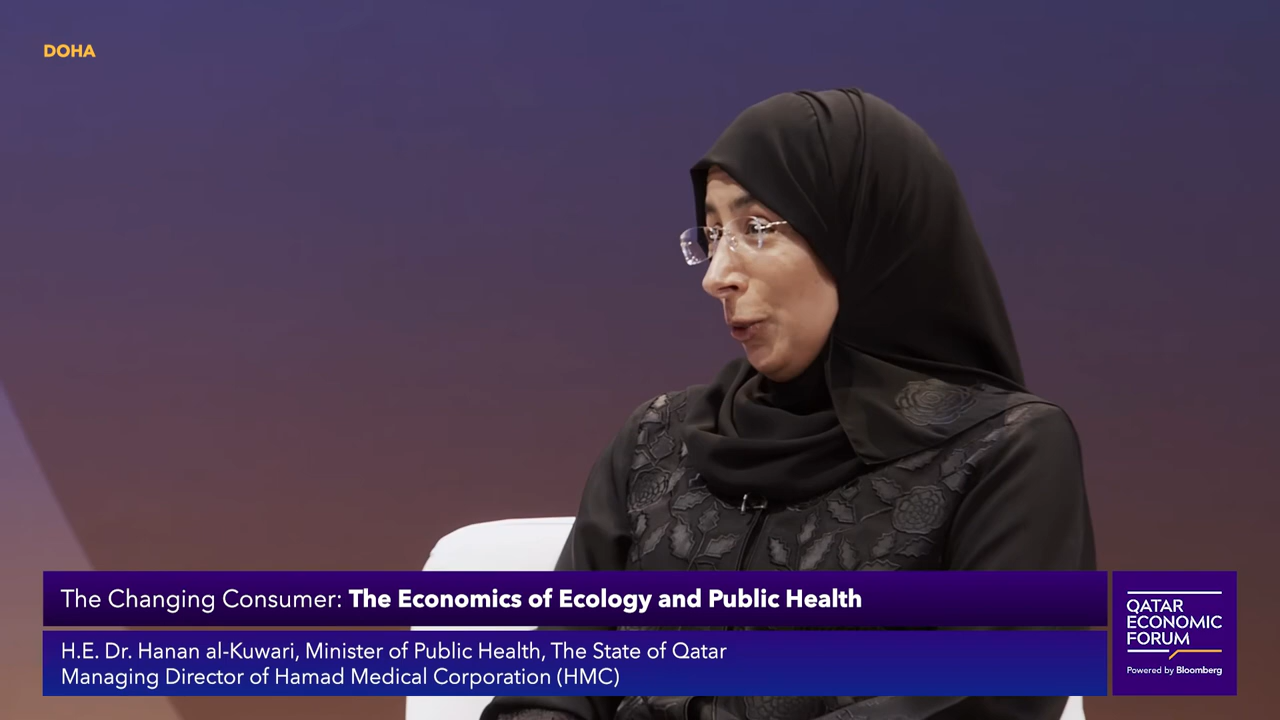 DOHA
The Changing Consumer: The Economics of Ecology and Public Health
H.E. Dr. Hanan al-Kuwari, Minister of Public Health, The State of Qatar
Managing Director of Hamad Medical Corporation (HMC)
QATAR
ECONOMIC
FORUM
Powered by Bloomberg